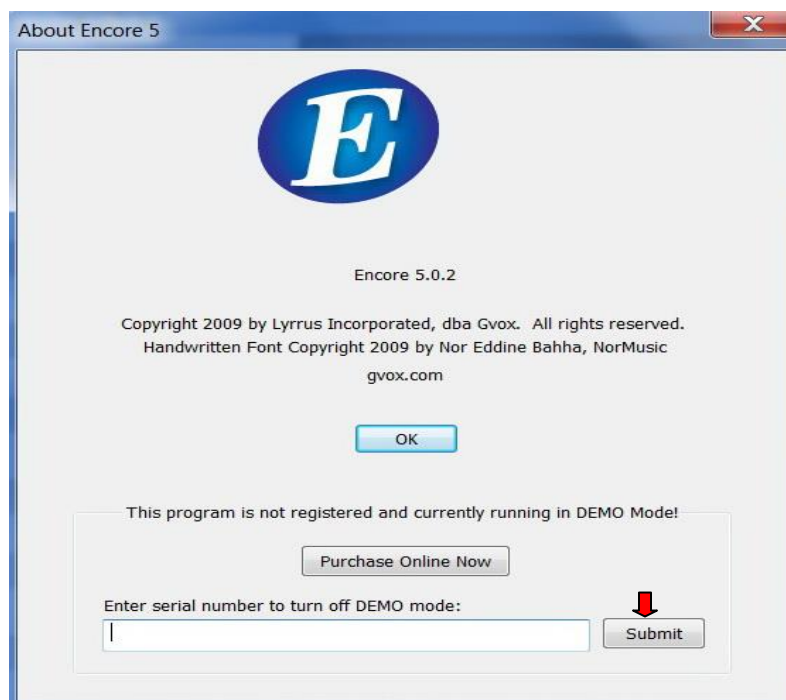 About Encore 5
E
Encore 5.0.2
Copyright 2009 by Lyrrus Incorporated, dba Gvox.  All rights reserved.
Handwritten Font Copyright 2009 by Nor Eddine Bahha, NorMusic
gvox.com
OK
This program is not registered and currently running in DEMO Mode!
Purchase Online Now
Enter serial number to turn off DEMO mode:
Submit